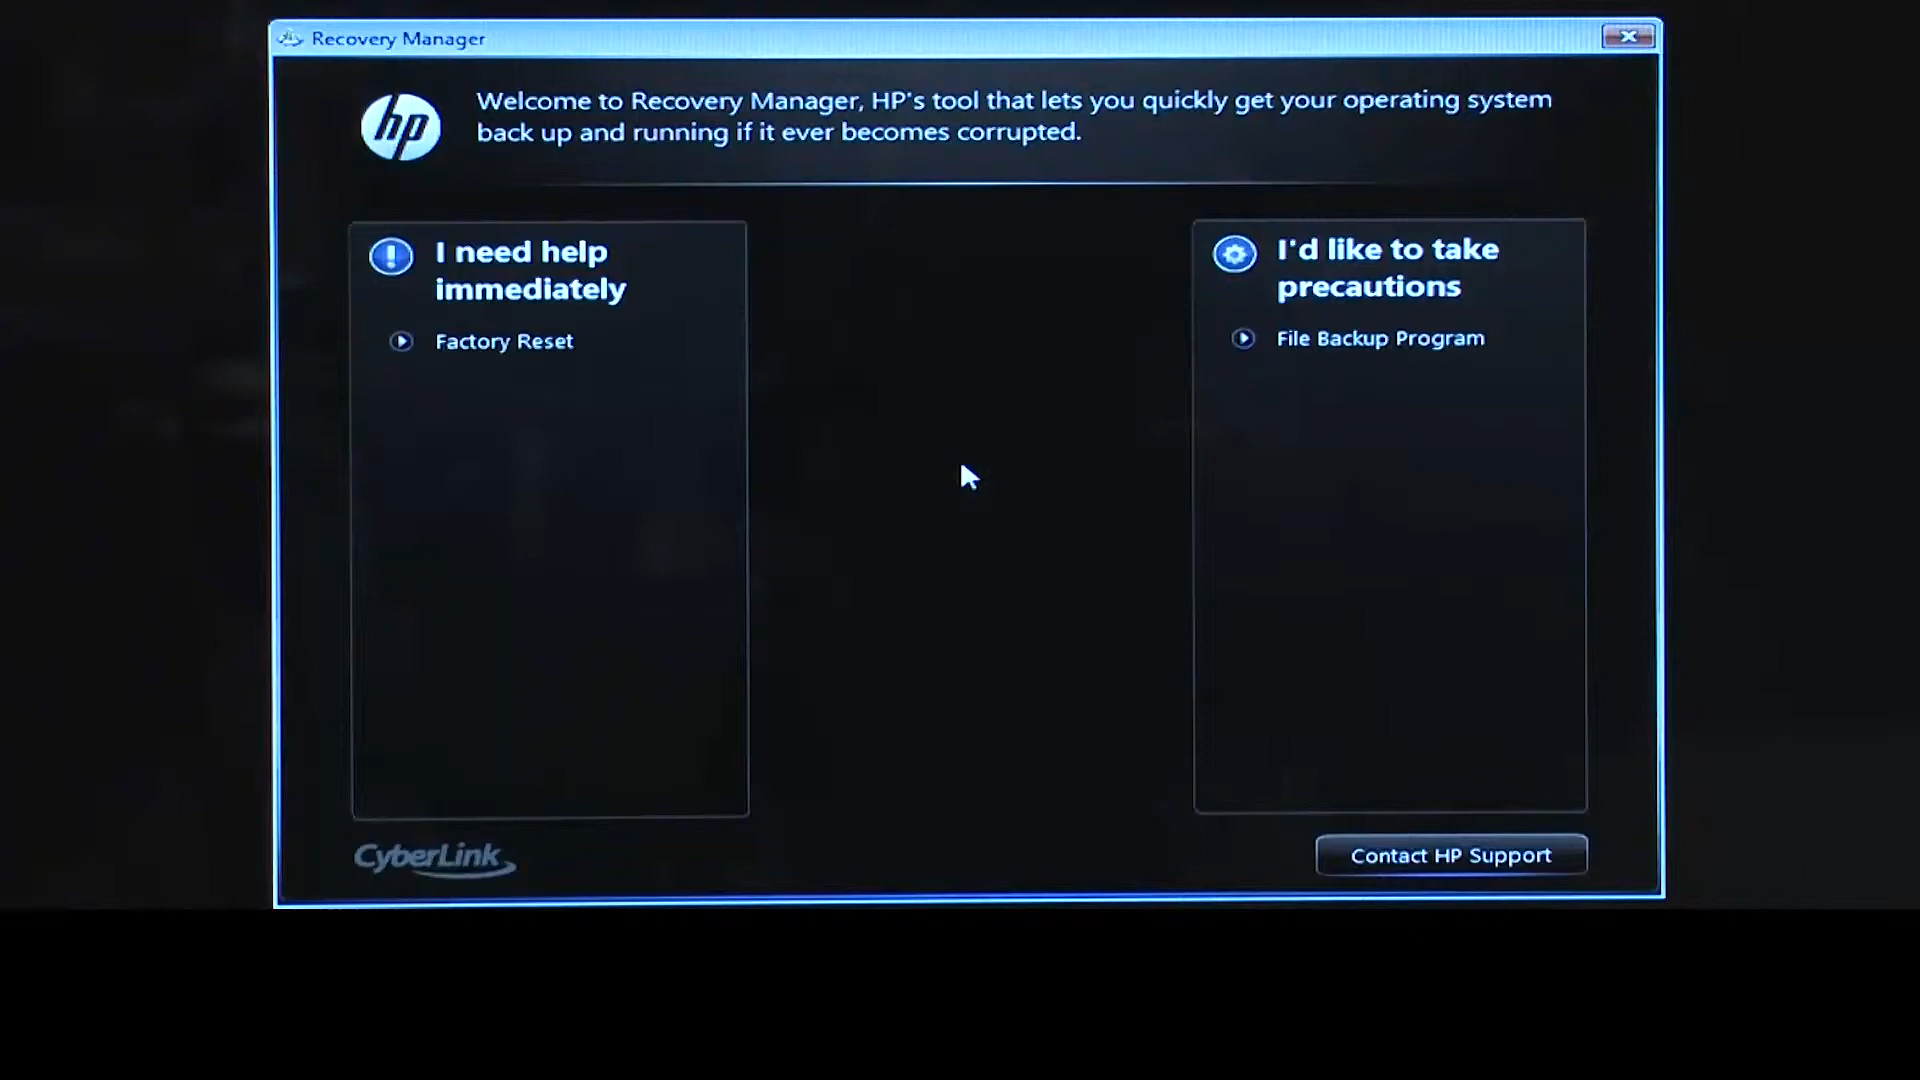 Recovery Manager
hp
Welcome to Recovery Manager, HP's tool that lets you quickly get your operating system
back up and running if it ever becomes corrupted.
I need help
immediately
Factory Reset
I'd like to take
precautions
File Backup Program
CyberLink
Contact HP Support